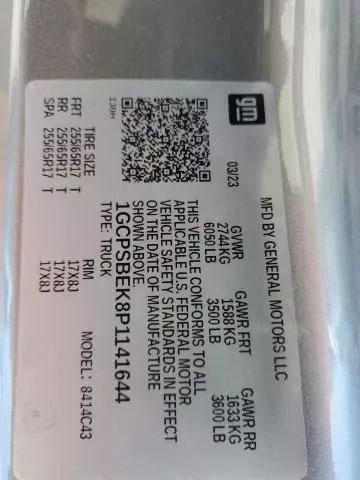 gm
MFD BY GENERAL MOTORS LLC
03/23
GVWR GAWR FRT GAWR RR
2744KG 1588 KG 1633 KG
6050 LB 3500 LB 3600 LB
THIS VEHICLE CONFORMS TO ALL
APPLICABLE U.S. FEDERAL MOTOR
VEHICLE SAFETY STANDARDS IN EFFECT
ON THE DATE OF MANUFACTURE
SHOWN ABOVE.
1GCPSBEK8P1141644
TYPE: TRUCK
139H
MODEL: 8414C43
TIRE SIZE RIM
FRT 255/65R17 T 17X8J
RR 255/65R17 T 17X8J
SPA 255/65R17 T 17X8J